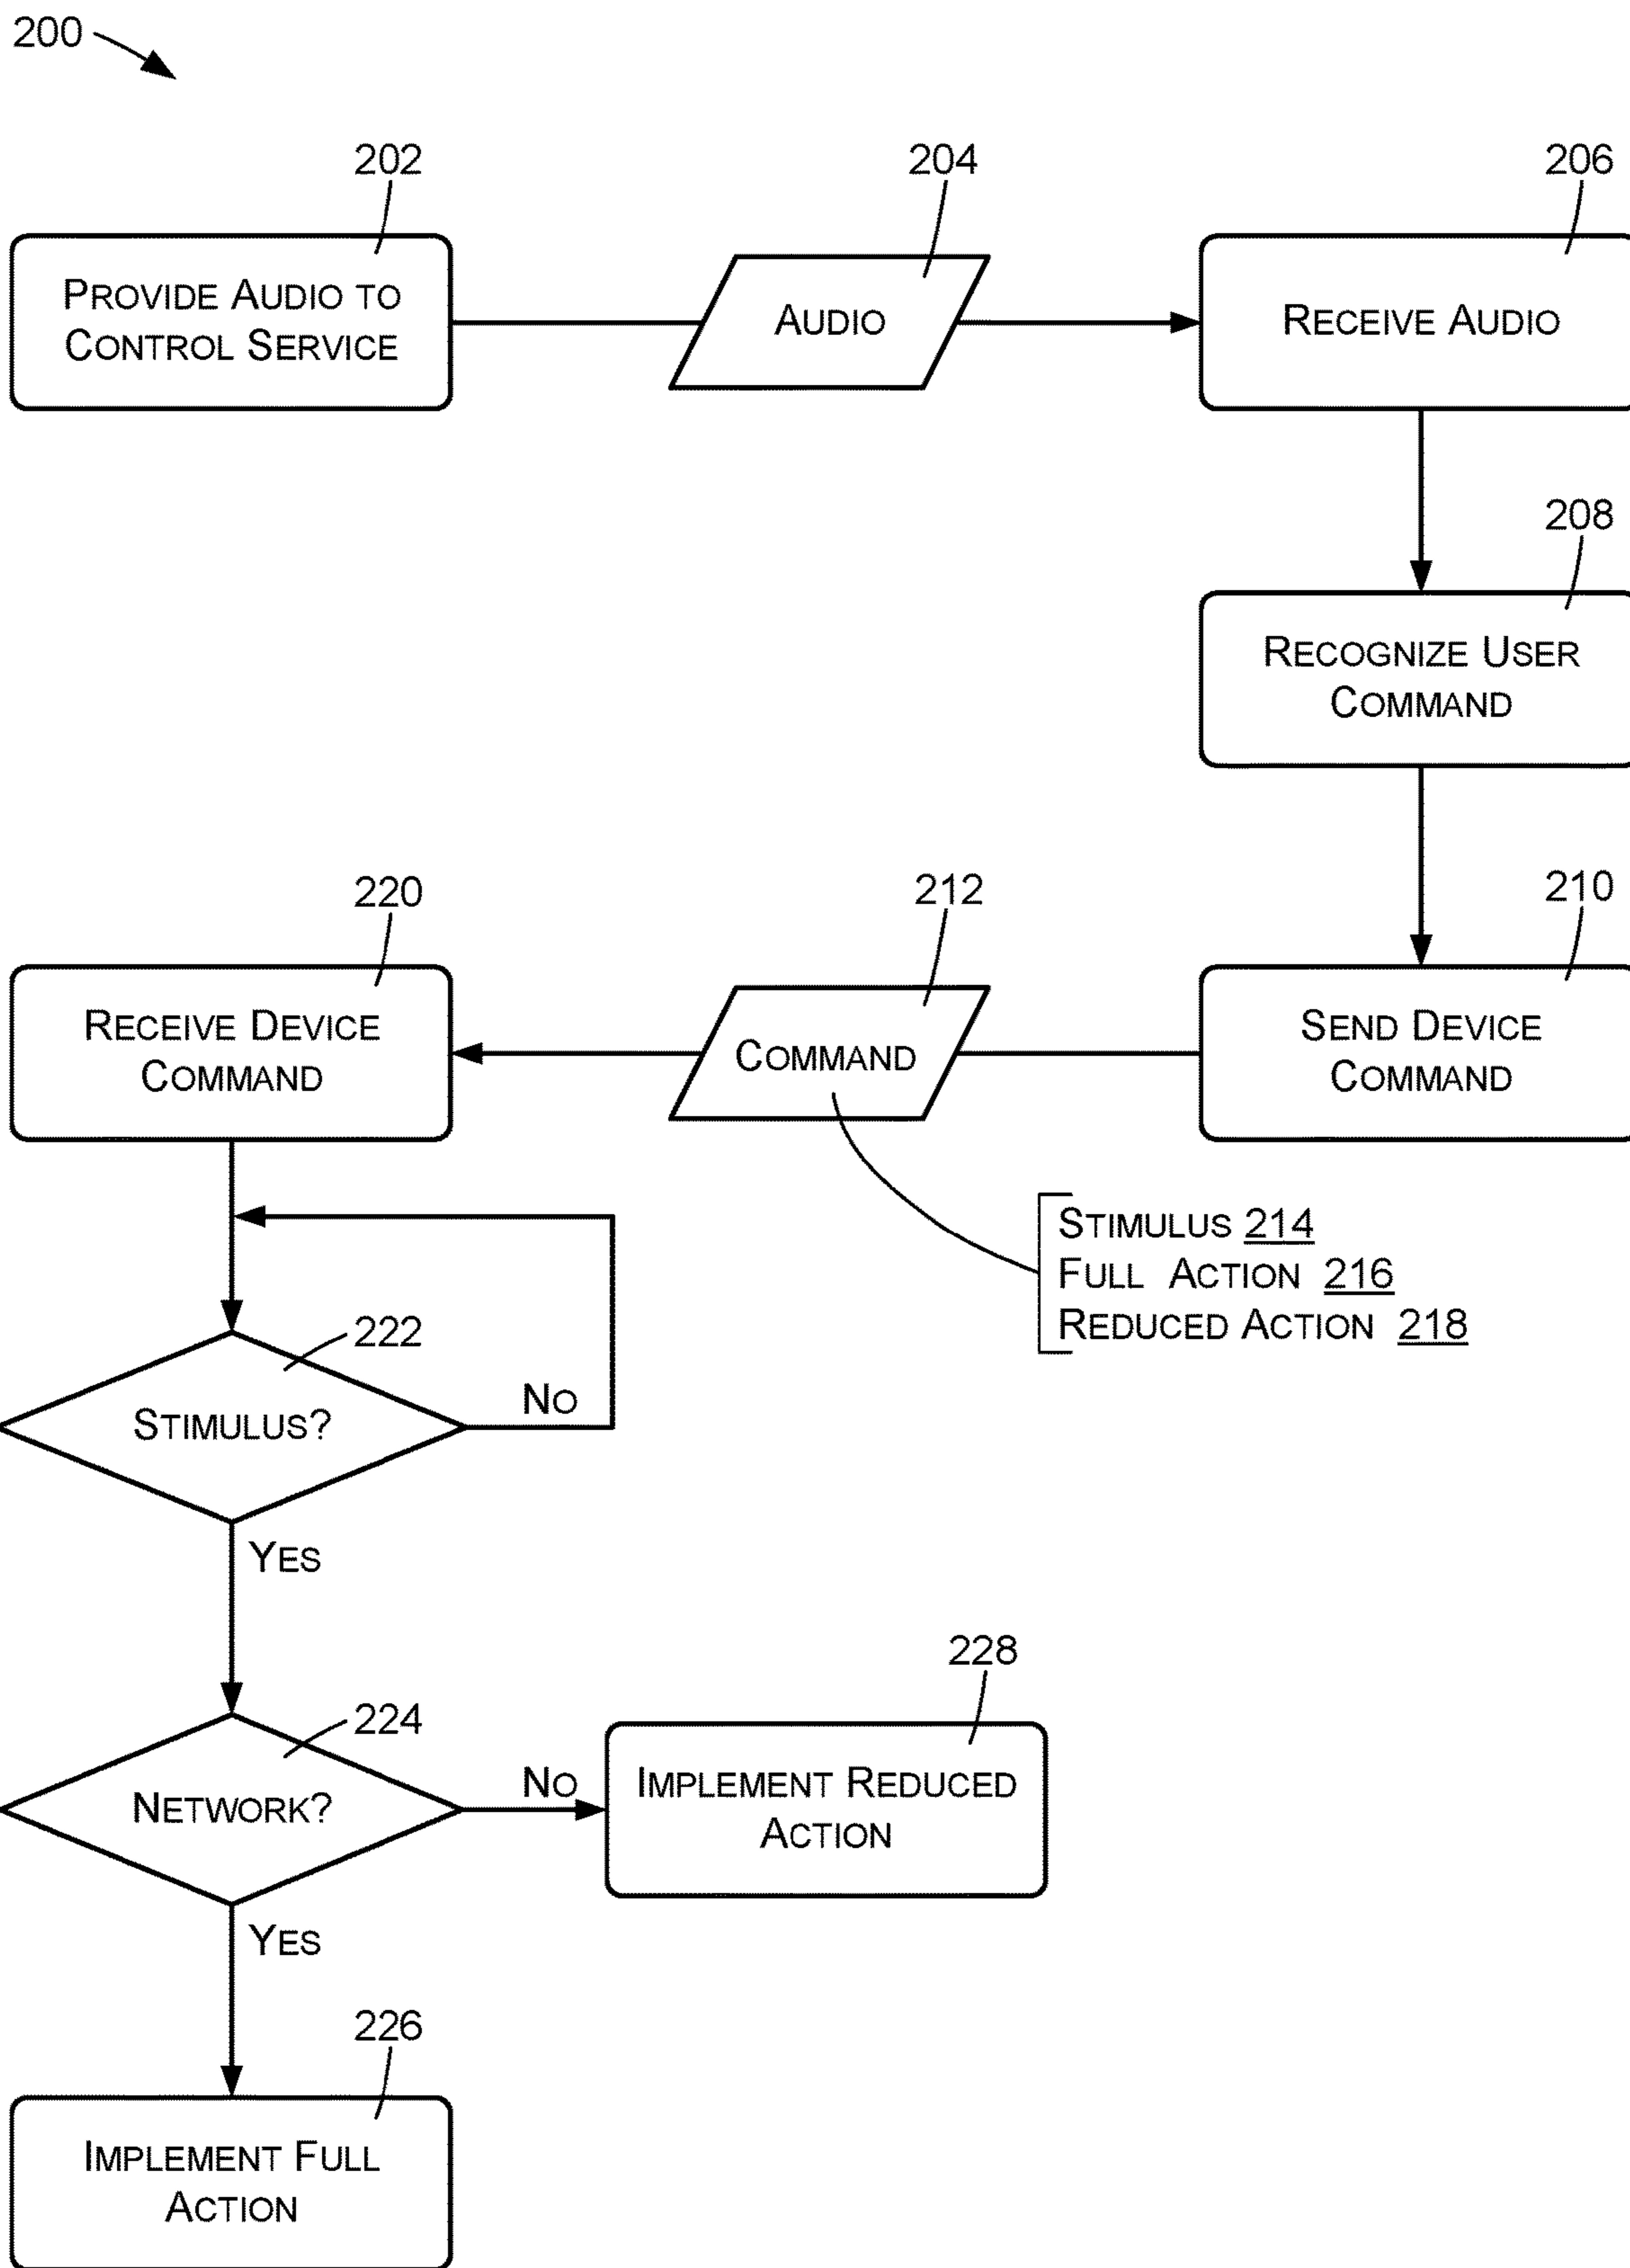 200
202
204
206
PROVIDE AUDIO TO
CONTROL SERVICE
AUDIO
RECEIVE AUDIO
208
RECOGNIZE USER
COMMAND
220
212
210
RECEIVE DEVICE
COMMAND
COMMAND
SEND DEVICE
COMMAND
STIMULUS 214
FULL ACTION 216
REDUCED ACTION 218
222
STIMULUS?
NO
YES
228
224
NETWORK?
NO
IMPLEMENT REDUCED
ACTION
YES
226
IMPLEMENT FULL
ACTION